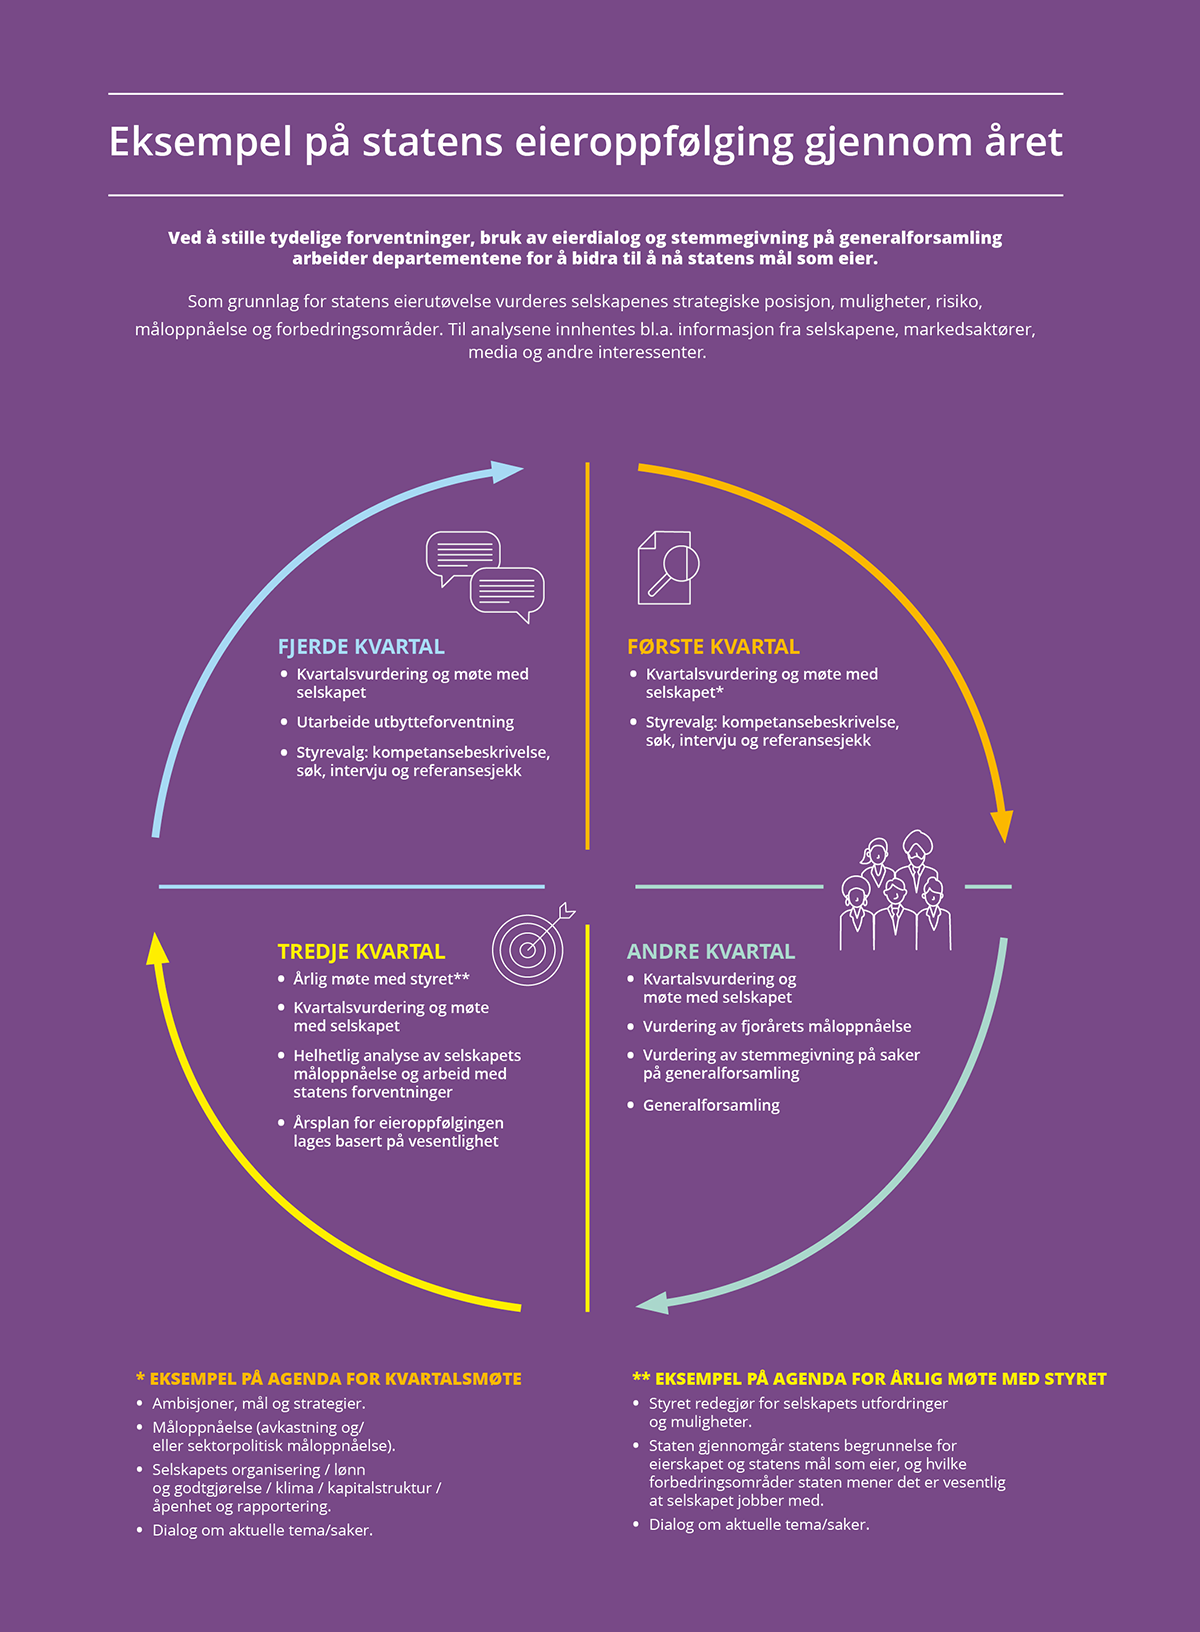 Eksempel på statens eieroppfølging gjennom året
Ved å stille tydelige forventninger, bruk av eierdialog og stemmegivning på generalforsamling
arbeider departementene for å bidra til å nå statens mål som eier.
Som grunnlag for statens eierutøvelse vurderes selskapenes strategiske posisjon, muligheter, risiko,
måloppnåelse og forbedringsområder. Til analysene innhentes bl.a. informasjon fra selskapene, markedsaktører,
media og andre interessenter.
FJERDE KVARTAL
• Kvartalsvurdering og møte med
selskapet
• Utarbeide utbytteforventning
• Styrevalg: kompetansebeskrivelse,
søk, intervju og referansesjekk
FØRSTE KVARTAL
• Kvartalsvurdering og møte med
selskapet*
• Styrevalg: kompetansebeskrivelse,
søk, intervju og referansesjekk
TREDJE KVARTAL
• Årlig møte med styret**
• Kvartalsvurdering og møte
med selskapet
• Helhetlig analyse av selskapets
måloppnåelse og arbeid med
statens forventninger
• Årsplan for eieroppfølgingen
lages basert på vesentlighet
ANDRE KVARTAL
• Kvartalsvurdering og
møte med selskapet
• Vurdering av fjorårets måloppnåelse
• Vurdering av stemmegivning på saker
på generalforsamling
• Generalforsamling
* EKSEMPEL PÅ AGENDA FOR KVARTALSMØTE
• Ambisjoner, mål og strategier.
• Måloppnåelse (avkastning og/
eller sektorpolitisk måloppnåelse).
• Selskapets organisering / lønn
og godtgjørelse / klima / kapitalstruktur /
åpenhet og rapportering.
• Dialog om aktuelle tema/saker.
** EKSEMPEL PÅ AGENDA FOR ÅRLIG MØTE MED STYRET
• Styret redegjør for selskapets utfordringer
og muligheter.
• Staten gjennomgår statens begrunnelse for
eierskapet og statens mål som eier, og hvilke
forbedringsområder staten mener det er vesentlig
at selskapet jobber med.
• Dialog om aktuelle tema/saker.